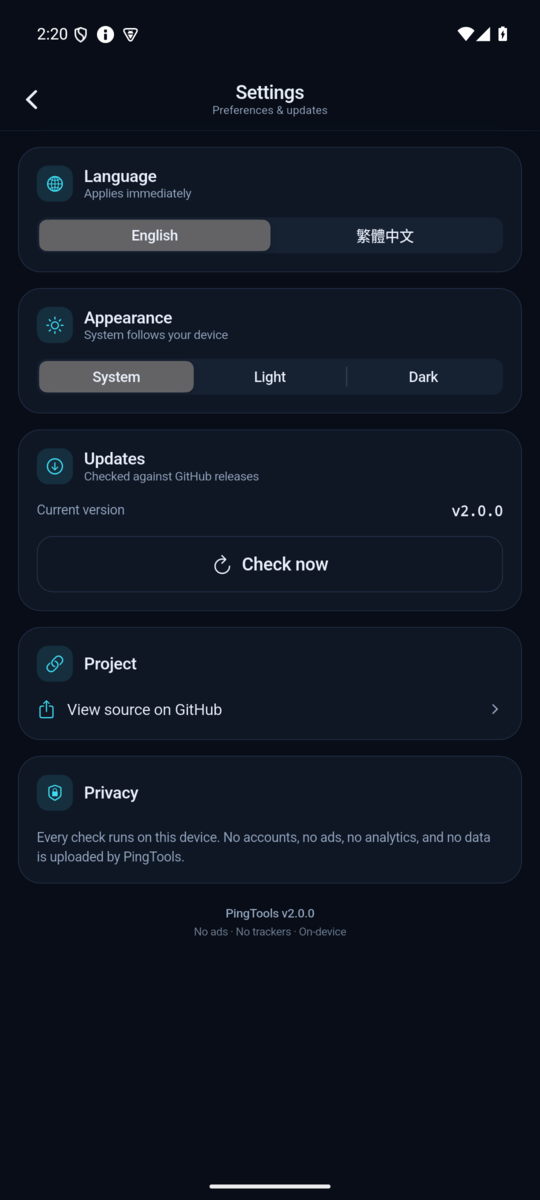 2:20
Settings
Preferences & updates
Language
Applies immediately
English
繁體中文
Appearance
System follows your device
System
Light
Dark
Updates
Checked against GitHub releases
Current version
v2.0.0
Check now
Project
View source on GitHub
Privacy
Every check runs on this device. No accounts, no ads, no analytics, and no data
is uploaded by PingTools.
PingTools v2.0.0
No ads · No trackers · On-device